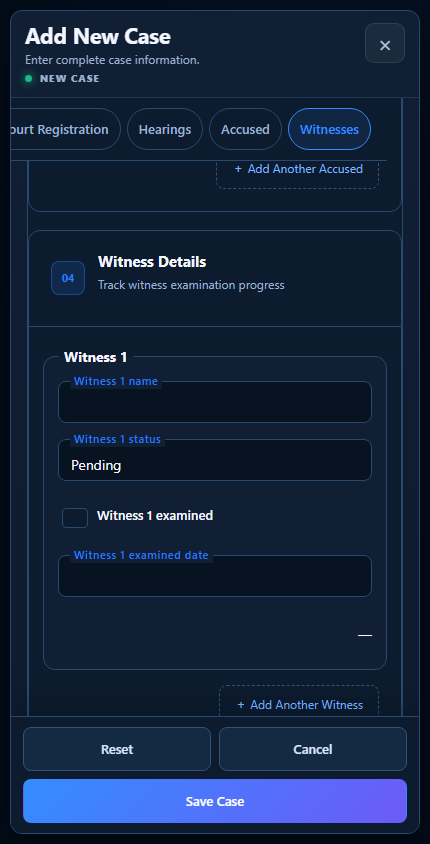 Add New Case
Enter complete case information.
NEW CASE
ourt Registration
Hearings
Accused
Witnesses
+ Add Another Accused
04
Witness Details
Track witness examination progress
Witness 1
Witness 1 name
Witness 1 status
Pending
Witness 1 examined
Witness 1 examined date
+ Add Another Witness
Reset
Cancel
Save Case